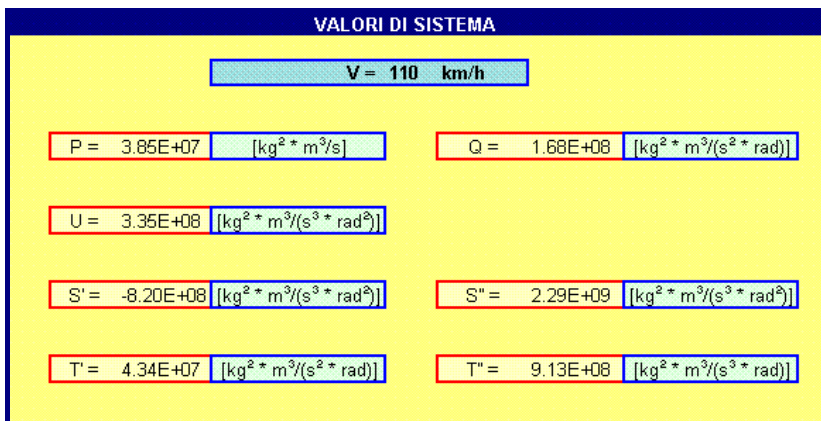 VALORI DI SISTEMA
V = 110 km/h
P = 3.85E+07 [kg² * m³/s] Q = 1.68E+08 [kg² * m³/(s² * rad)]
U = 3.35E+08 [kg² * m³/(s³ * rad²)]
S' = -8.20E+08 [kg² * m³/(s³ * rad²)] S" = 2.29E+09 [kg² * m³/(s³ * rad²)]
T' = 4.34E+07 [kg² * m³/(s² * rad)] T" = 9.13E+08 [kg² * m³/(s³ * rad)]